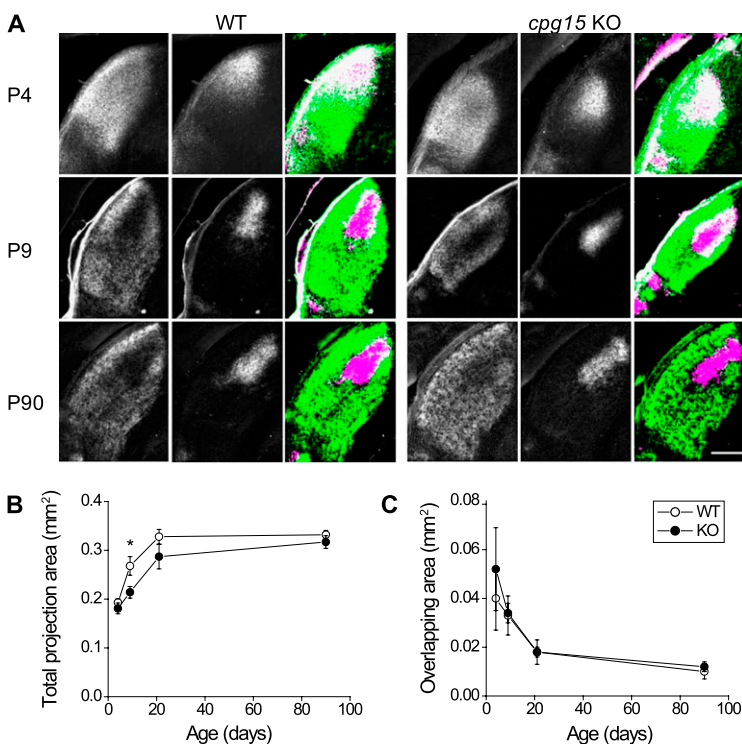 A
WT
cpg15 KO
P4
P9
P90
B
Total projection area (mm²)
0.4
0.3
0.2
0.1
0.0
*
0
20
40
60
80
100
Age (days)
C
Overlapping area (mm²)
0.08
0.06
0.04
0.02
0.00
WT
KO
0
20
40
60
80
100
Age (days)